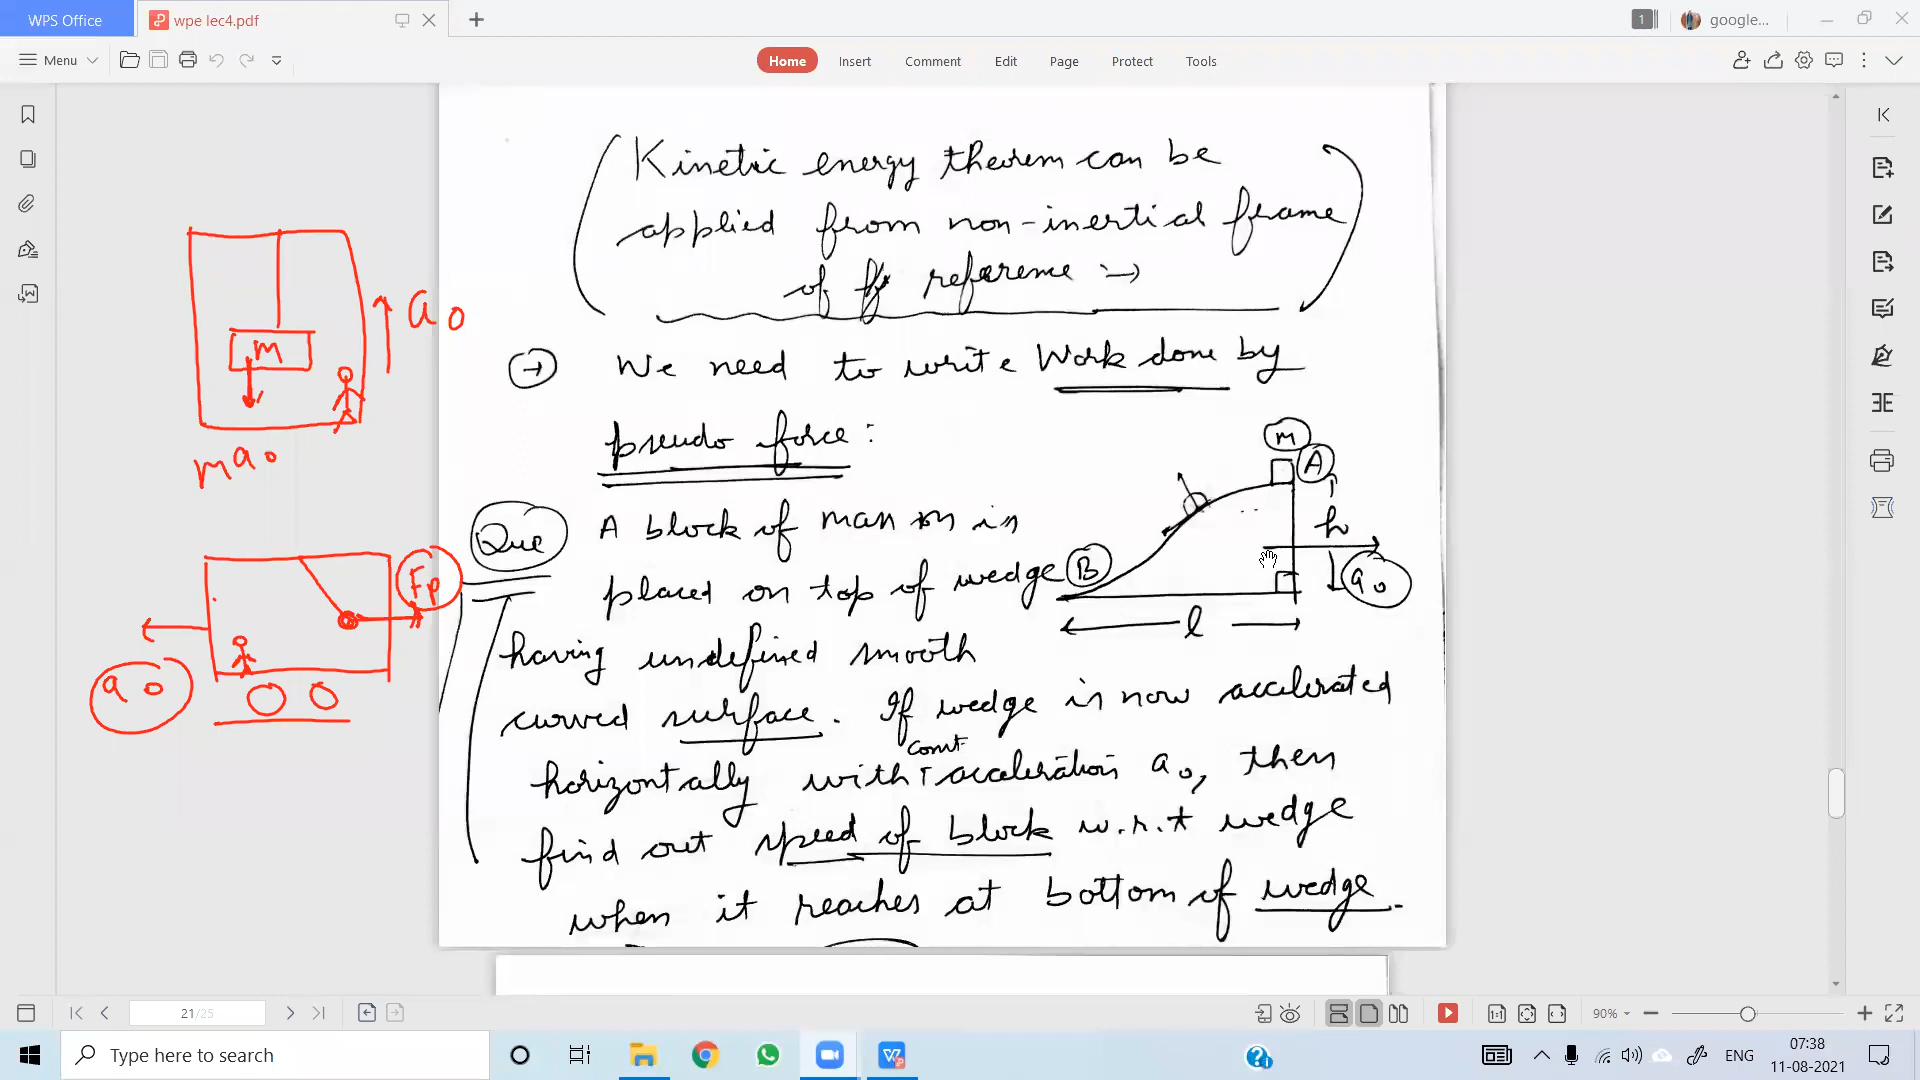 WPS Office
wpe lec4.pdf
1
google...
Menu
Home
Insert
Comment
Edit
Page
Protect
Tools
Kinetic energy theorem can be
applied from non-inertial frame
of reference :→
→ We need to write Work done by
pseudo force :
Que A block of mass m is
placed on top of wedge
having undefined smooth
curved surface. If wedge is now accelerated
const
horizontally with acceleration a0, then
find out speed of block w.r.t wedge
when it reaches at bottom of wedge.
m
A
h
B
a0
l
a0
m
ma0
Fp
a0
21/25
90%
Type here to search
ENG
07:38
11-08-2021